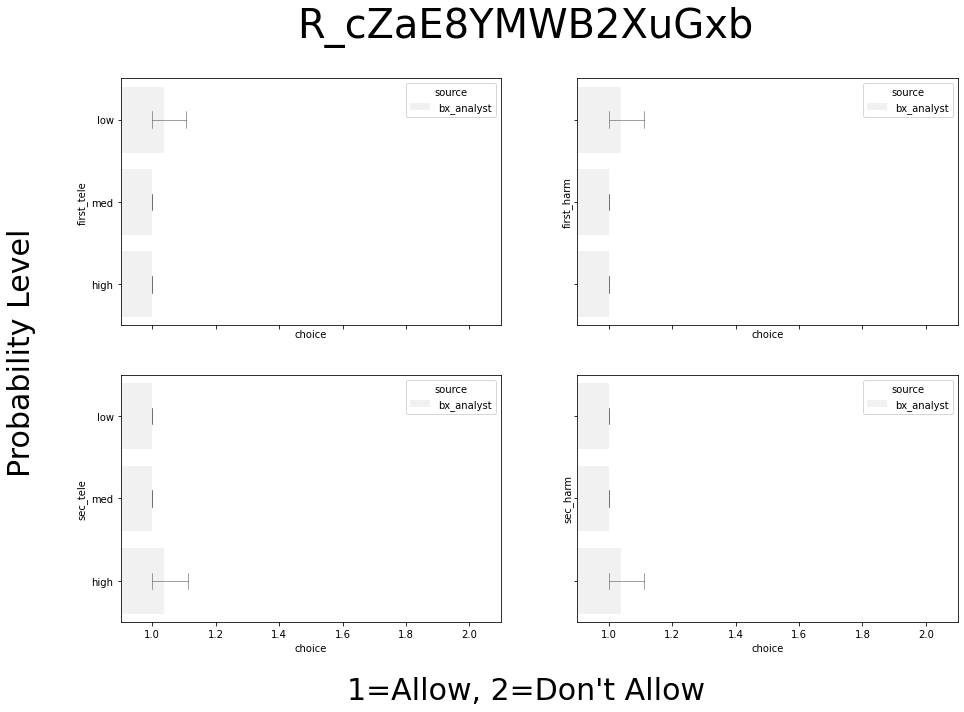 R_cZaE8YMWB2XuGxb
source
bx_analyst
low
med
high
first_tele
choice
source
bx_analyst
first_harm
choice
Probability Level
source
bx_analyst
low
med
high
sec_tele
1.0 1.2 1.4 1.6 1.8 2.0
choice
source
bx_analyst
sec_harm
1.0 1.2 1.4 1.6 1.8 2.0
choice
1=Allow, 2=Don't Allow